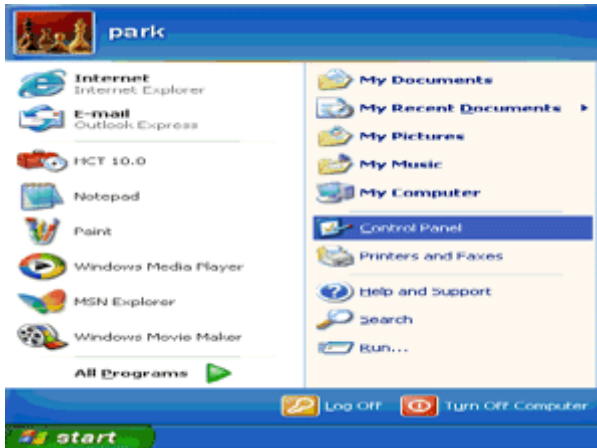 park
Internet
Internet Explorer
E-mail
Outlook Express
HCT 10.0
Notepad
Paint
Windows Media Player
MSN Explorer
Windows Movie Maker
All Programs
My Documents
My Recent Documents
My Pictures
My Music
My Computer
Control Panel
Printers and Faxes
Help and Support
Search
Run...
Log Off
Turn Off Computer
start